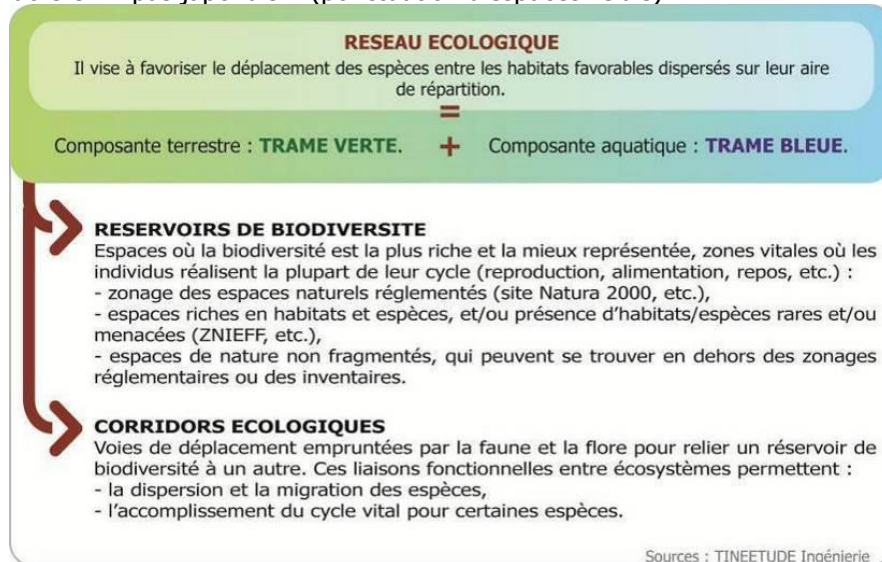 RESEAU ECOLOGIQUE
Il vise à favoriser le déplacement des espèces entre les habitats favorables dispersés sur leur aire
de répartition.
=
Composante terrestre : TRAME VERTE. + Composante aquatique : TRAME BLEUE.
RESERVOIRS DE BIODIVERSITE
Espaces où la biodiversité est la plus riche et la mieux représentée, zones vitales où les
individus réalisent la plupart de leur cycle (reproduction, alimentation, repos, etc.) :
- zonage des espaces naturels réglementés (site Natura 2000, etc.),
- espaces riches en habitats et espèces, et/ou présence d’habitats/espèces rares et/ou
menacées (ZNIEFF, etc.),
- espaces de nature non fragmentés, qui peuvent se trouver en dehors des zonages
réglementaires ou des inventaires.
CORRIDORS ECOLOGIQUES
Voies de déplacement empruntées par la faune et la flore pour relier un réservoir de
biodiversité à un autre. Ces liaisons fonctionnelles entre écosystèmes permettent :
- la dispersion et la migration des espèces,
- l’accomplissement du cycle vital pour certaines espèces.
Sources : TINEETUDE Ingénierie